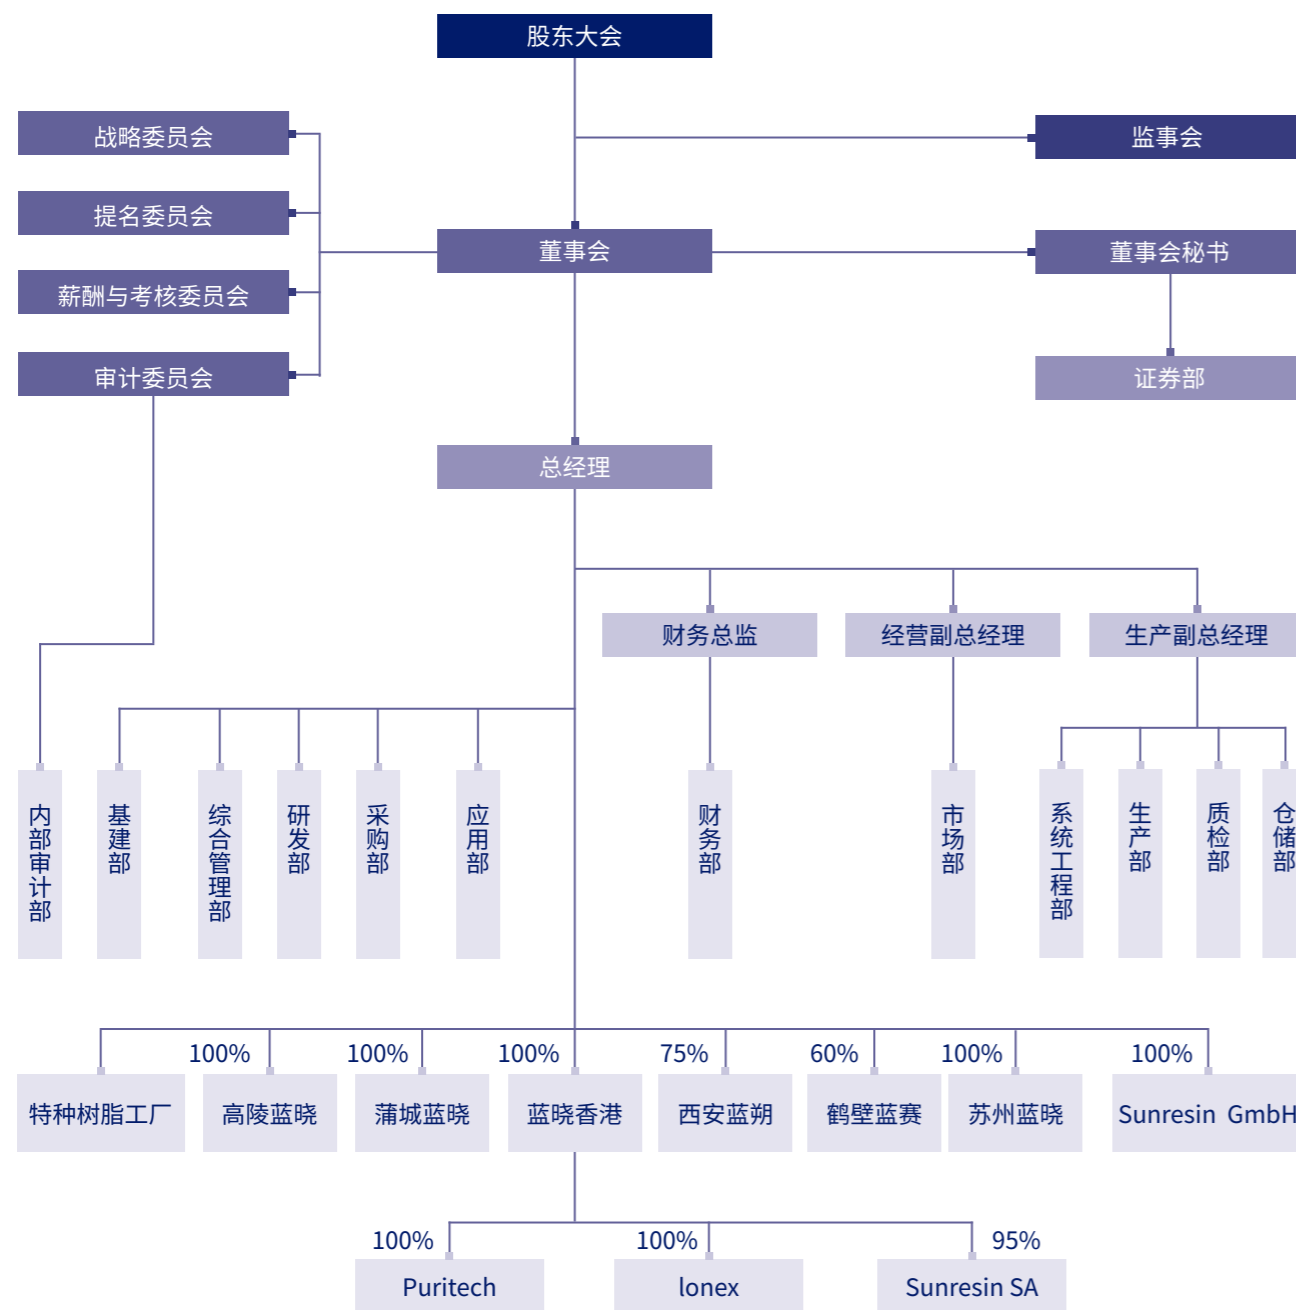 股东大会
战略委员会
监事会
提名委员会
董事会
董事会秘书
薪酬与考核委员会
审计委员会
证券部
总经理
财务总监
经营副总经理
生产副总经理
内部审计部
基建部
综合管理部
研发部
采购部
应用部
财务部
市场部
系统工程部
生产部
质检部
仓储部
100%
100%
100%
75%
60%
100%
100%
特种树脂工厂
高陵蓝晓
蒲城蓝晓
蓝晓香港
西安蓝朔
鹤壁蓝赛
苏州蓝晓
Sunresin GmbH
100%
100%
95%
Puritech
lonex
Sunresin SA